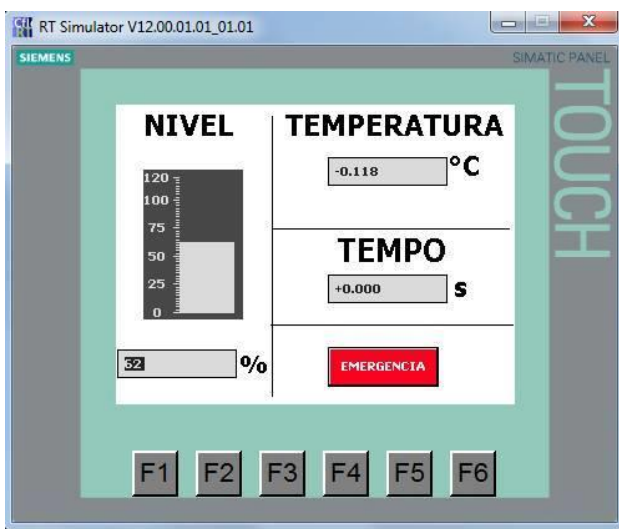 RT Simulator V12.00.01.01_01.01
SIEMENS
SIMATIC PANEL
TOUCH
NIVEL
120
100
75
50
25
0
52 %
TEMPERATURA
-0.118 °C
TEMPO
+0.000 s
EMERGENCIA
F1 F2 F3 F4 F5 F6